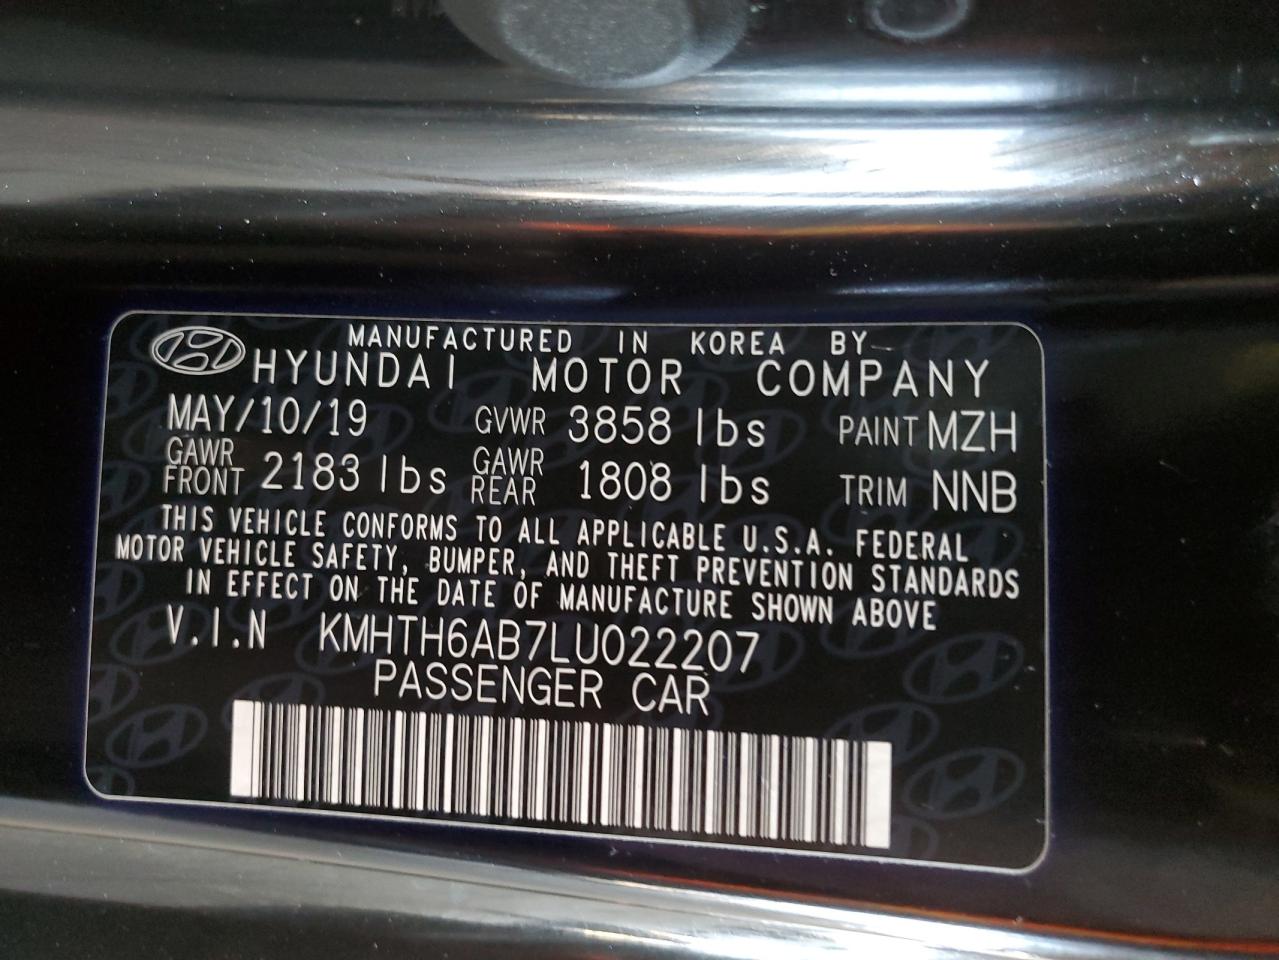 MANUFACTURED IN KOREA BY
HYUNDAI MOTOR COMPANY
MAY/10/19 GVWR 3858 lbs PAINT MZH
GAWR FRONT 2183 lbs GAWR REAR 1808 lbs TRIM NNB
THIS VEHICLE CONFORMS TO ALL APPLICABLE U.S.A. FEDERAL
MOTOR VEHICLE SAFETY, BUMPER, AND THEFT PREVENTION STANDARDS
IN EFFECT ON THE DATE OF MANUFACTURE SHOWN ABOVE
V.I.N KMHTH6AB7LU022207
PASSENGER CAR